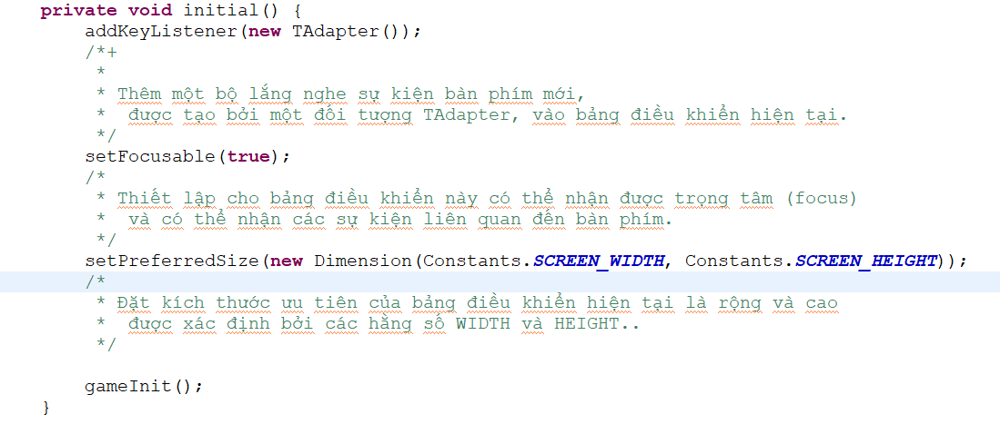 private void initial() {
addKeyListener(new TAdapter());
/*+
*
* Thêm một bộ lắng nghe sự kiện bàn phím mới,
* được tạo bởi một đối tượng TAdapter, vào bảng điều khiển hiện tại.
*/
setFocusable(true);
/*
* Thiết lập cho bảng điều khiển này có thể nhận được trọng tâm (focus)
* và có thể nhận các sự kiện liên quan đến bàn phím.
*/
setPreferredSize(new Dimension(Constants.SCREEN_WIDTH, Constants.SCREEN_HEIGHT));
/*
* Đặt kích thước ưu tiên của bảng điều khiển hiện tại là rộng và cao
* được xác định bởi các hằng số WIDTH và HEIGHT..
*/
gameInit();
}